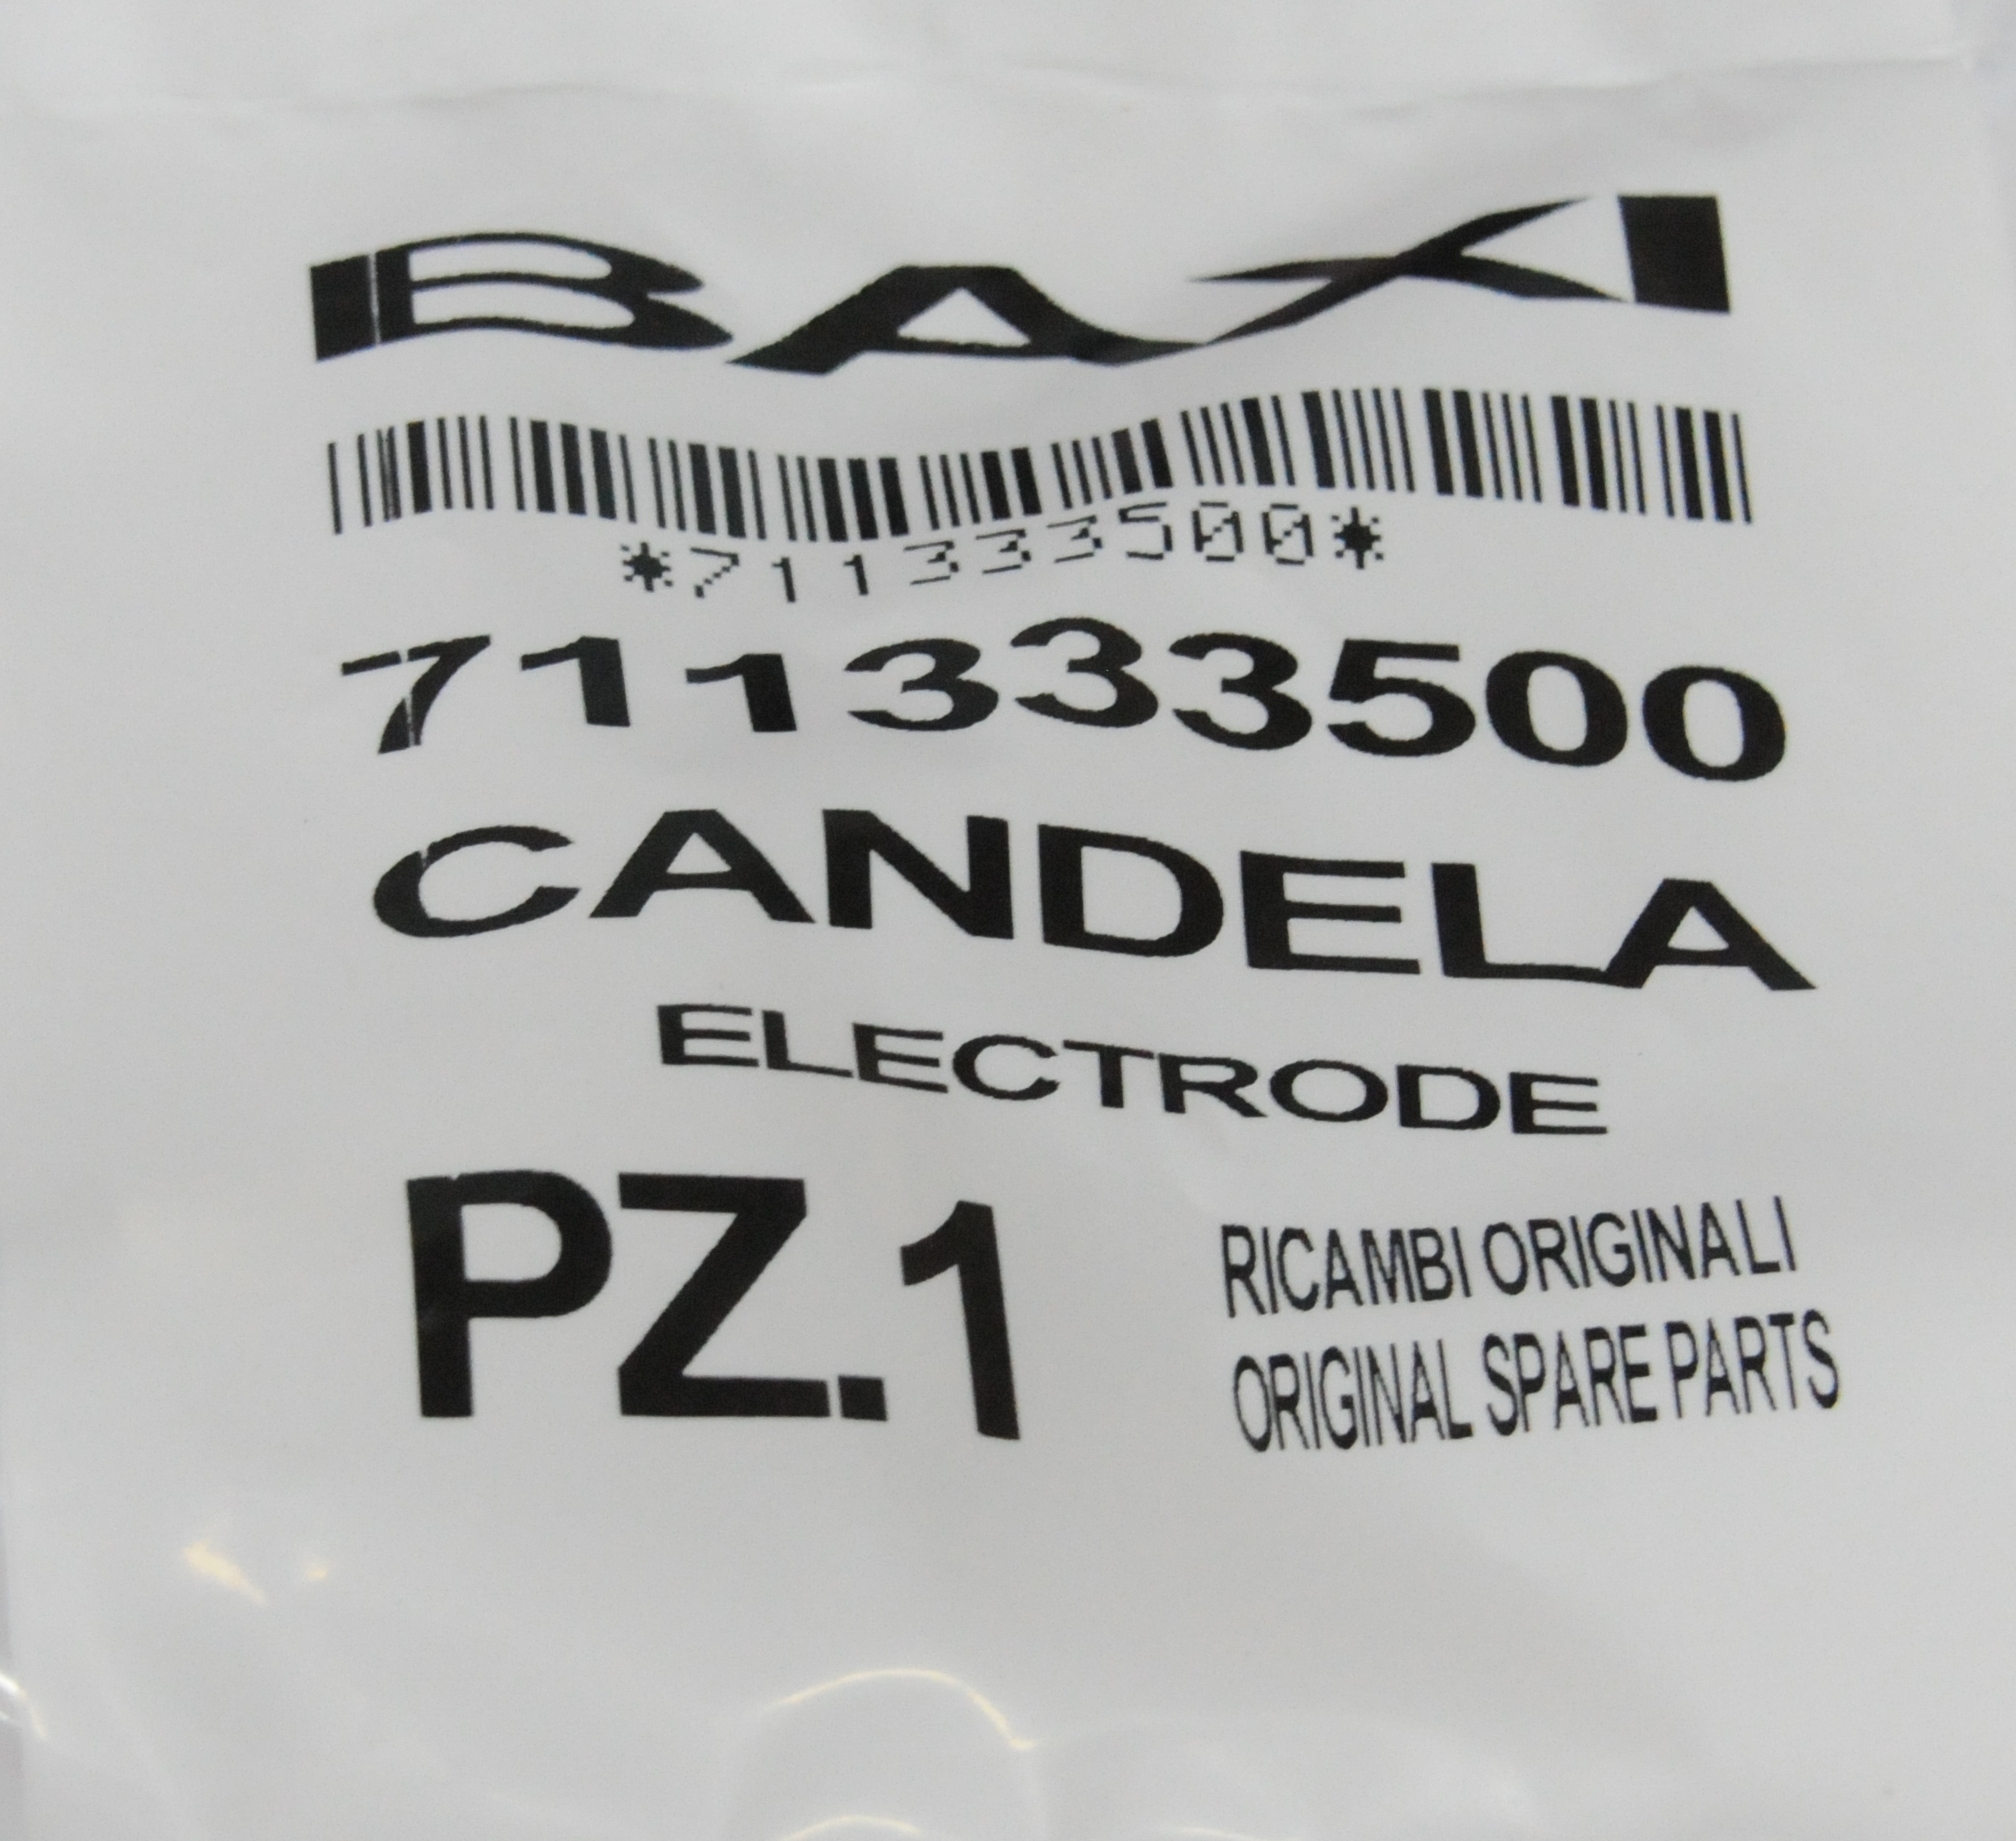 BAXI
*711333500*
711333500
CANDELA
ELECTRODE
PZ.1
RICAMBI ORIGINALI
ORIGINAL SPARE PARTS